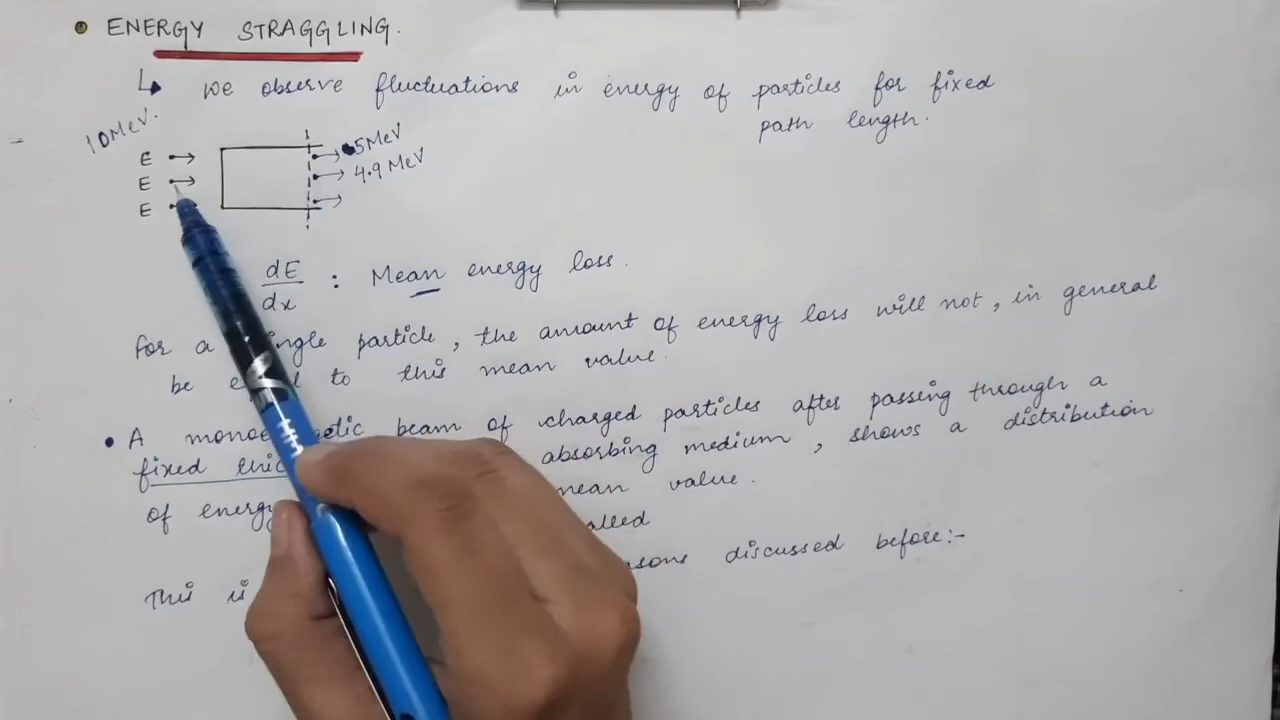 ENERGY STRAGGLING.
we observe fluctuations in energy of particles for fixed
path length.
10MeV.
E 5MeV
E 4.9 MeV
E
dE/dx : Mean energy loss.
For a ingle particle, the amount of energy loss will not, in general
be to this mean value.
A beam of charged particles after passing through a
fixed absorbing medium, shows a distribution
of energy mean value.
This is discussed before:-